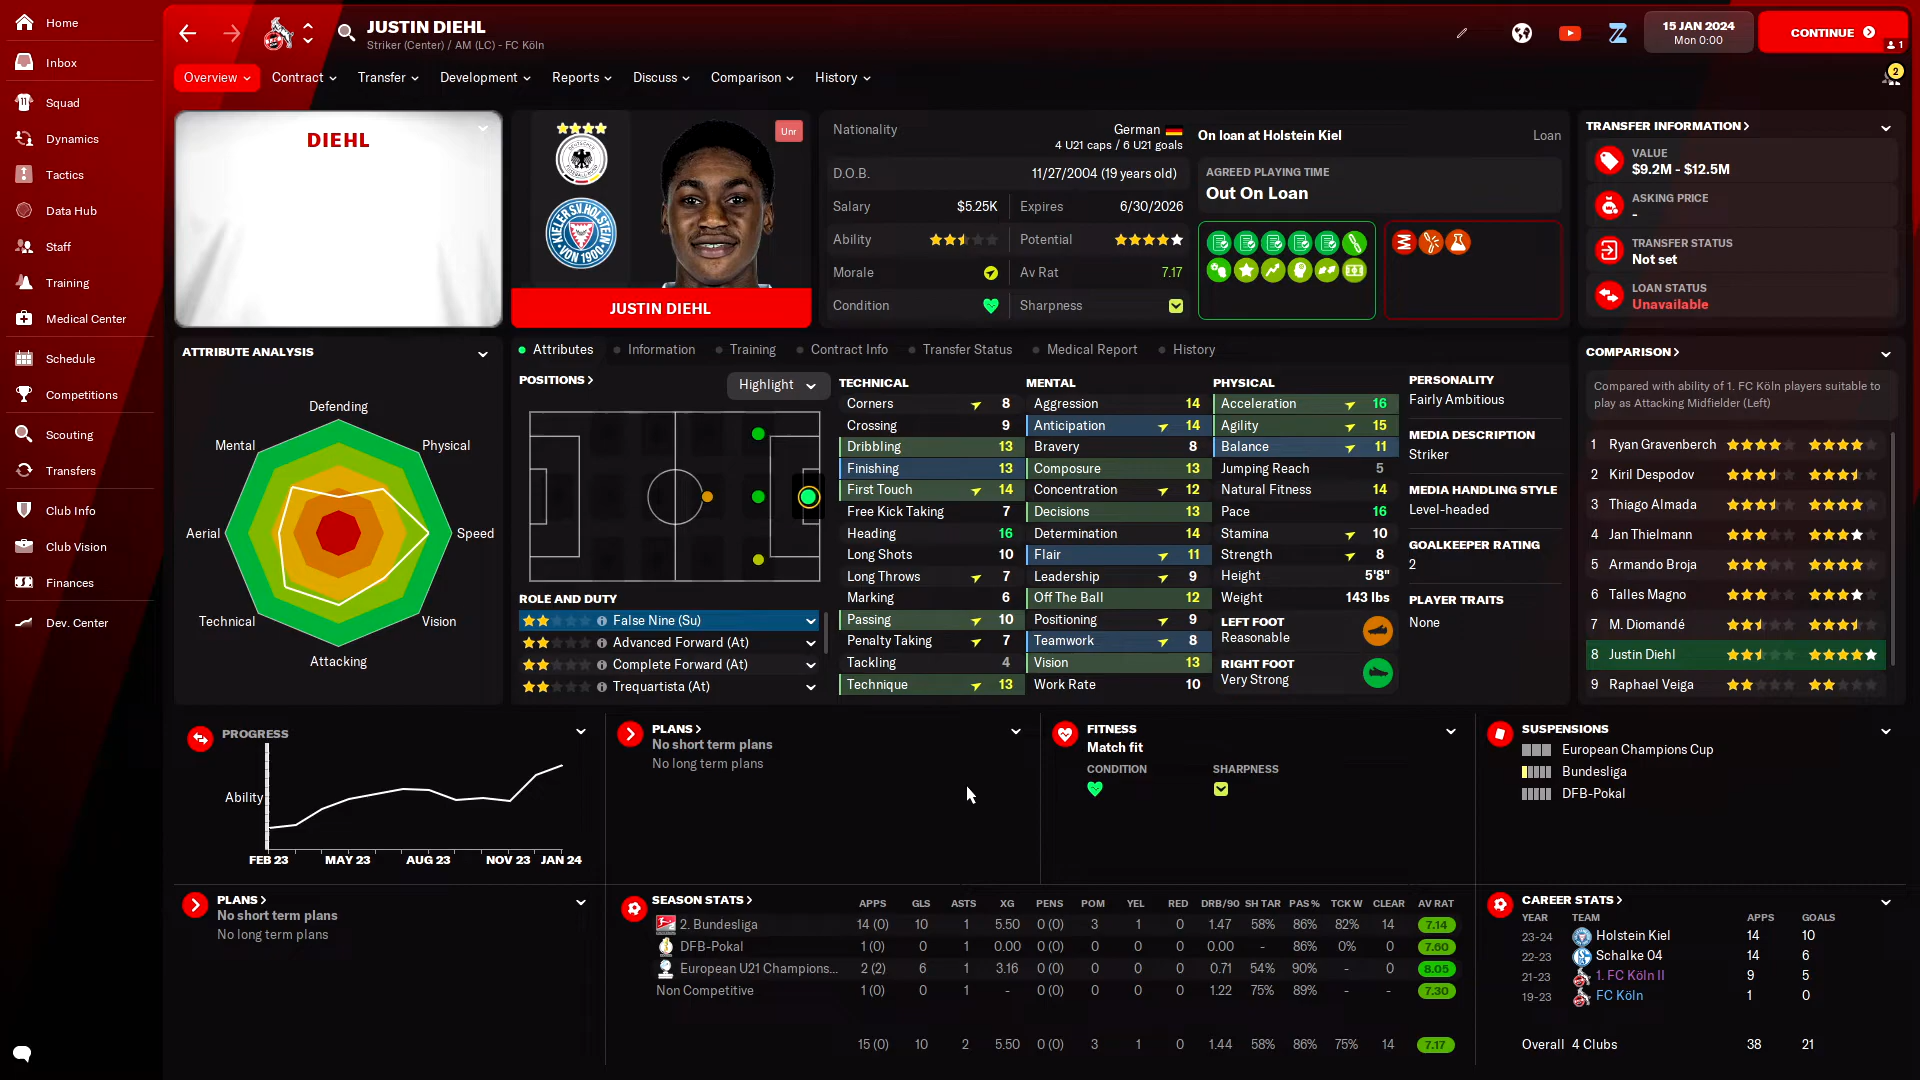 Home
Inbox
Squad
Dynamics
Tactics
Data Hub
Staff
Training
Medical Center
Schedule
Competitions
Scouting
Transfers
Club Info
Club Vision
Finances
Dev. Center
JUSTIN DIEHL
Striker (Center) / AM (LC) - FC Köln
15 JAN 2024
Mon 0:00
CONTINUE
1
Overview Contract Transfer Development Reports Discuss Comparison History
2
DIEHL
Unr
KIELER S.V. HOLSTEIN VON 1900
JUSTIN DIEHL
Nationality German
4 U21 caps / 6 U21 goals
D.O.B. 11/27/2004 (19 years old)
Salary $5.25K Expires 6/30/2026
Ability Potential
Morale Av Rat 7.17
Condition Sharpness
On loan at Holstein Kiel Loan
AGREED PLAYING TIME
Out On Loan
TRANSFER INFORMATION >
VALUE
$9.2M - $12.5M
ASKING PRICE
-
TRANSFER STATUS
Not set
LOAN STATUS
Unavailable
ATTRIBUTE ANALYSIS
Defending
Mental Physical
Aerial Speed
Technical Vision
Attacking
Attributes Information Training Contract Info Transfer Status Medical Report History
POSITIONS >
Highlight
ROLE AND DUTY
False Nine (Su)
Advanced Forward (At)
Complete Forward (At)
Trequartista (At)
TECHNICAL
Corners 8
Crossing 9
Dribbling 13
Finishing 13
First Touch 14
Free Kick Taking 7
Heading 16
Long Shots 10
Long Throws 7
Marking 6
Passing 10
Penalty Taking 7
Tackling 4
Technique 13
MENTAL
Aggression 14
Anticipation 14
Bravery 8
Composure 13
Concentration 12
Decisions 13
Determination 14
Flair 11
Leadership 9
Off The Ball 12
Positioning 9
Teamwork 8
Vision 13
Work Rate 10
PHYSICAL
Acceleration 16
Agility 15
Balance 11
Jumping Reach 5
Natural Fitness 14
Pace 16
Stamina 10
Strength 8
Height 5'8"
Weight 143 lbs
LEFT FOOT
Reasonable
RIGHT FOOT
Very Strong
PERSONALITY
Fairly Ambitious
MEDIA DESCRIPTION
Striker
MEDIA HANDLING STYLE
Level-headed
GOALKEEPER RATING
2
PLAYER TRAITS
None
COMPARISON >
Compared with ability of 1. FC Köln players suitable to
play as Attacking Midfielder (Left)
1 Ryan Gravenberch
2 Kiril Despodov
3 Thiago Almada
4 Jan Thielmann
5 Armando Broja
6 Talles Magno
7 M. Diomandé
8 Justin Diehl
9 Raphael Veiga
PROGRESS
Ability
FEB 23 MAY 23 AUG 23 NOV 23 JAN 24
PLANS >
No short term plans
No long term plans
FITNESS
Match fit
CONDITION SHARPNESS
SUSPENSIONS
European Champions Cup
Bundesliga
DFB-Pokal
PLANS >
No short term plans
No long term plans
SEASON STATS > APPS GLS ASTS XG PENS POM YEL RED DRB/90 SH TAR PAS % TCK W CLEAR AV RAT
2. Bundesliga 14 (0) 10 1 5.50 0 (0) 3 1 0 1.47 58% 86% 82% 14 7.14
DFB-Pokal 1 (0) 0 1 0.00 0 (0) 0 0 0 0.00 - 86% 0% 0 7.60
European U21 Champions... 2 (2) 6 1 3.16 0 (0) 0 0 0 0.71 54% 90% - 0 8.05
Non Competitive 1 (0) 0 1 - 0 (0) 0 0 0 1.22 75% 89% - - 7.30
15 (0) 10 2 5.50 0 (0) 3 1 0 1.44 58% 86% 75% 14 7.17
CAREER STATS >
YEAR TEAM APPS GOALS
23-24 Holstein Kiel 14 10
22-23 Schalke 04 14 6
21-23 1. FC Köln II 9 5
19-23 FC Köln 1 0
Overall 4 Clubs 38 21